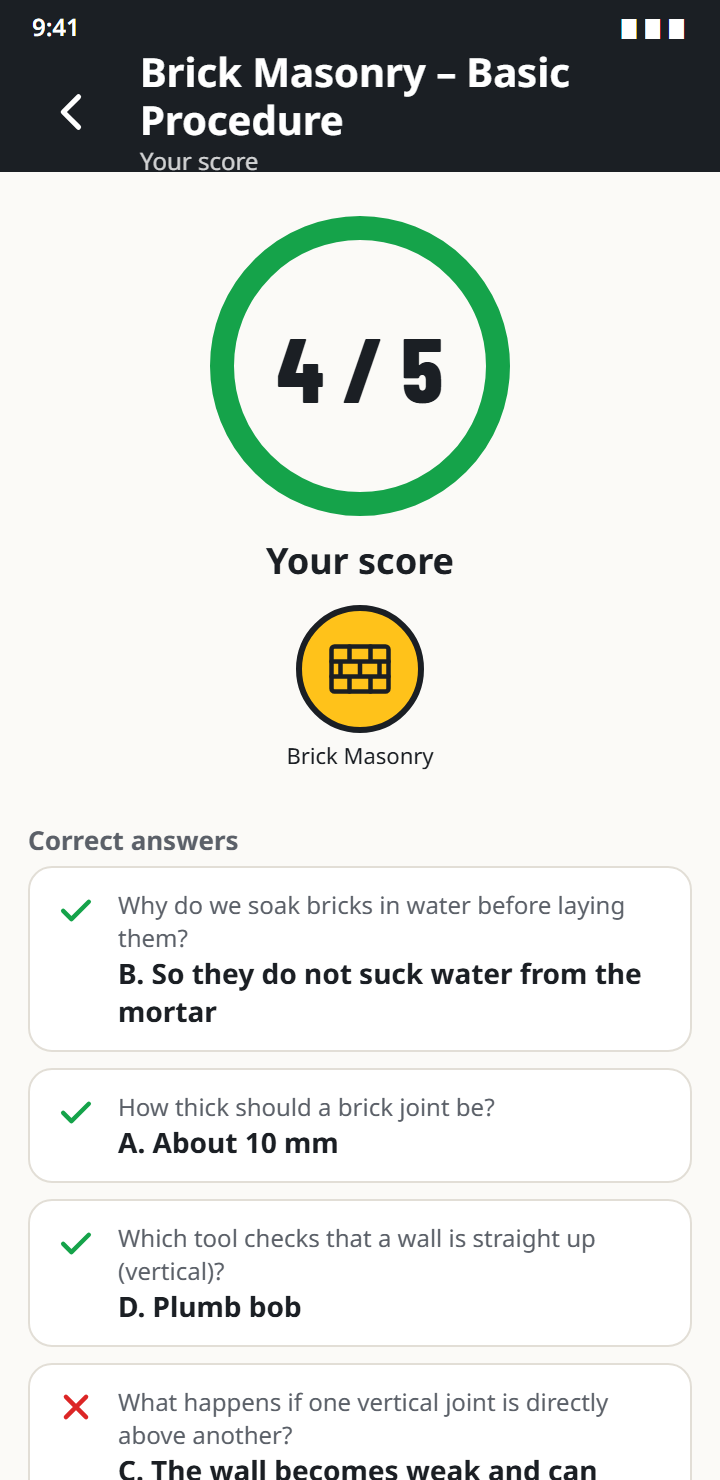 9:41
Brick Masonry – Basic
Procedure
Your score
4 / 5
Your score
Brick Masonry
Correct answers
Why do we soak bricks in water before laying
them?
B. So they do not suck water from the
mortar
How thick should a brick joint be?
A. About 10 mm
Which tool checks that a wall is straight up
(vertical)?
D. Plumb bob
What happens if one vertical joint is directly
above another?
C. The wall becomes weak and can